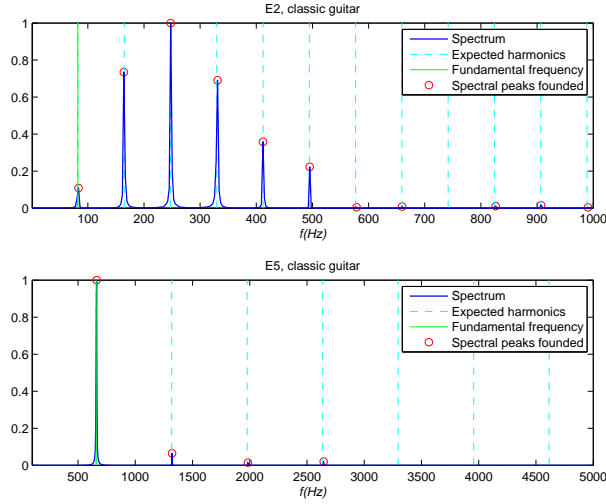 E2, classic guitar
1
0.8
0.6
0.4
0.2
0
Spectrum
Expected harmonics
Fundamental frequency
Spectral peaks founded
100 200 300 400 500 600 700 800 900 1000
f(Hz)
E5, classic guitar
1
0.8
0.6
0.4
0.2
0
Spectrum
Expected harmonics
Fundamental frequency
Spectral peaks founded
500 1000 1500 2000 2500 3000 3500 4000 4500 5000
f(Hz)